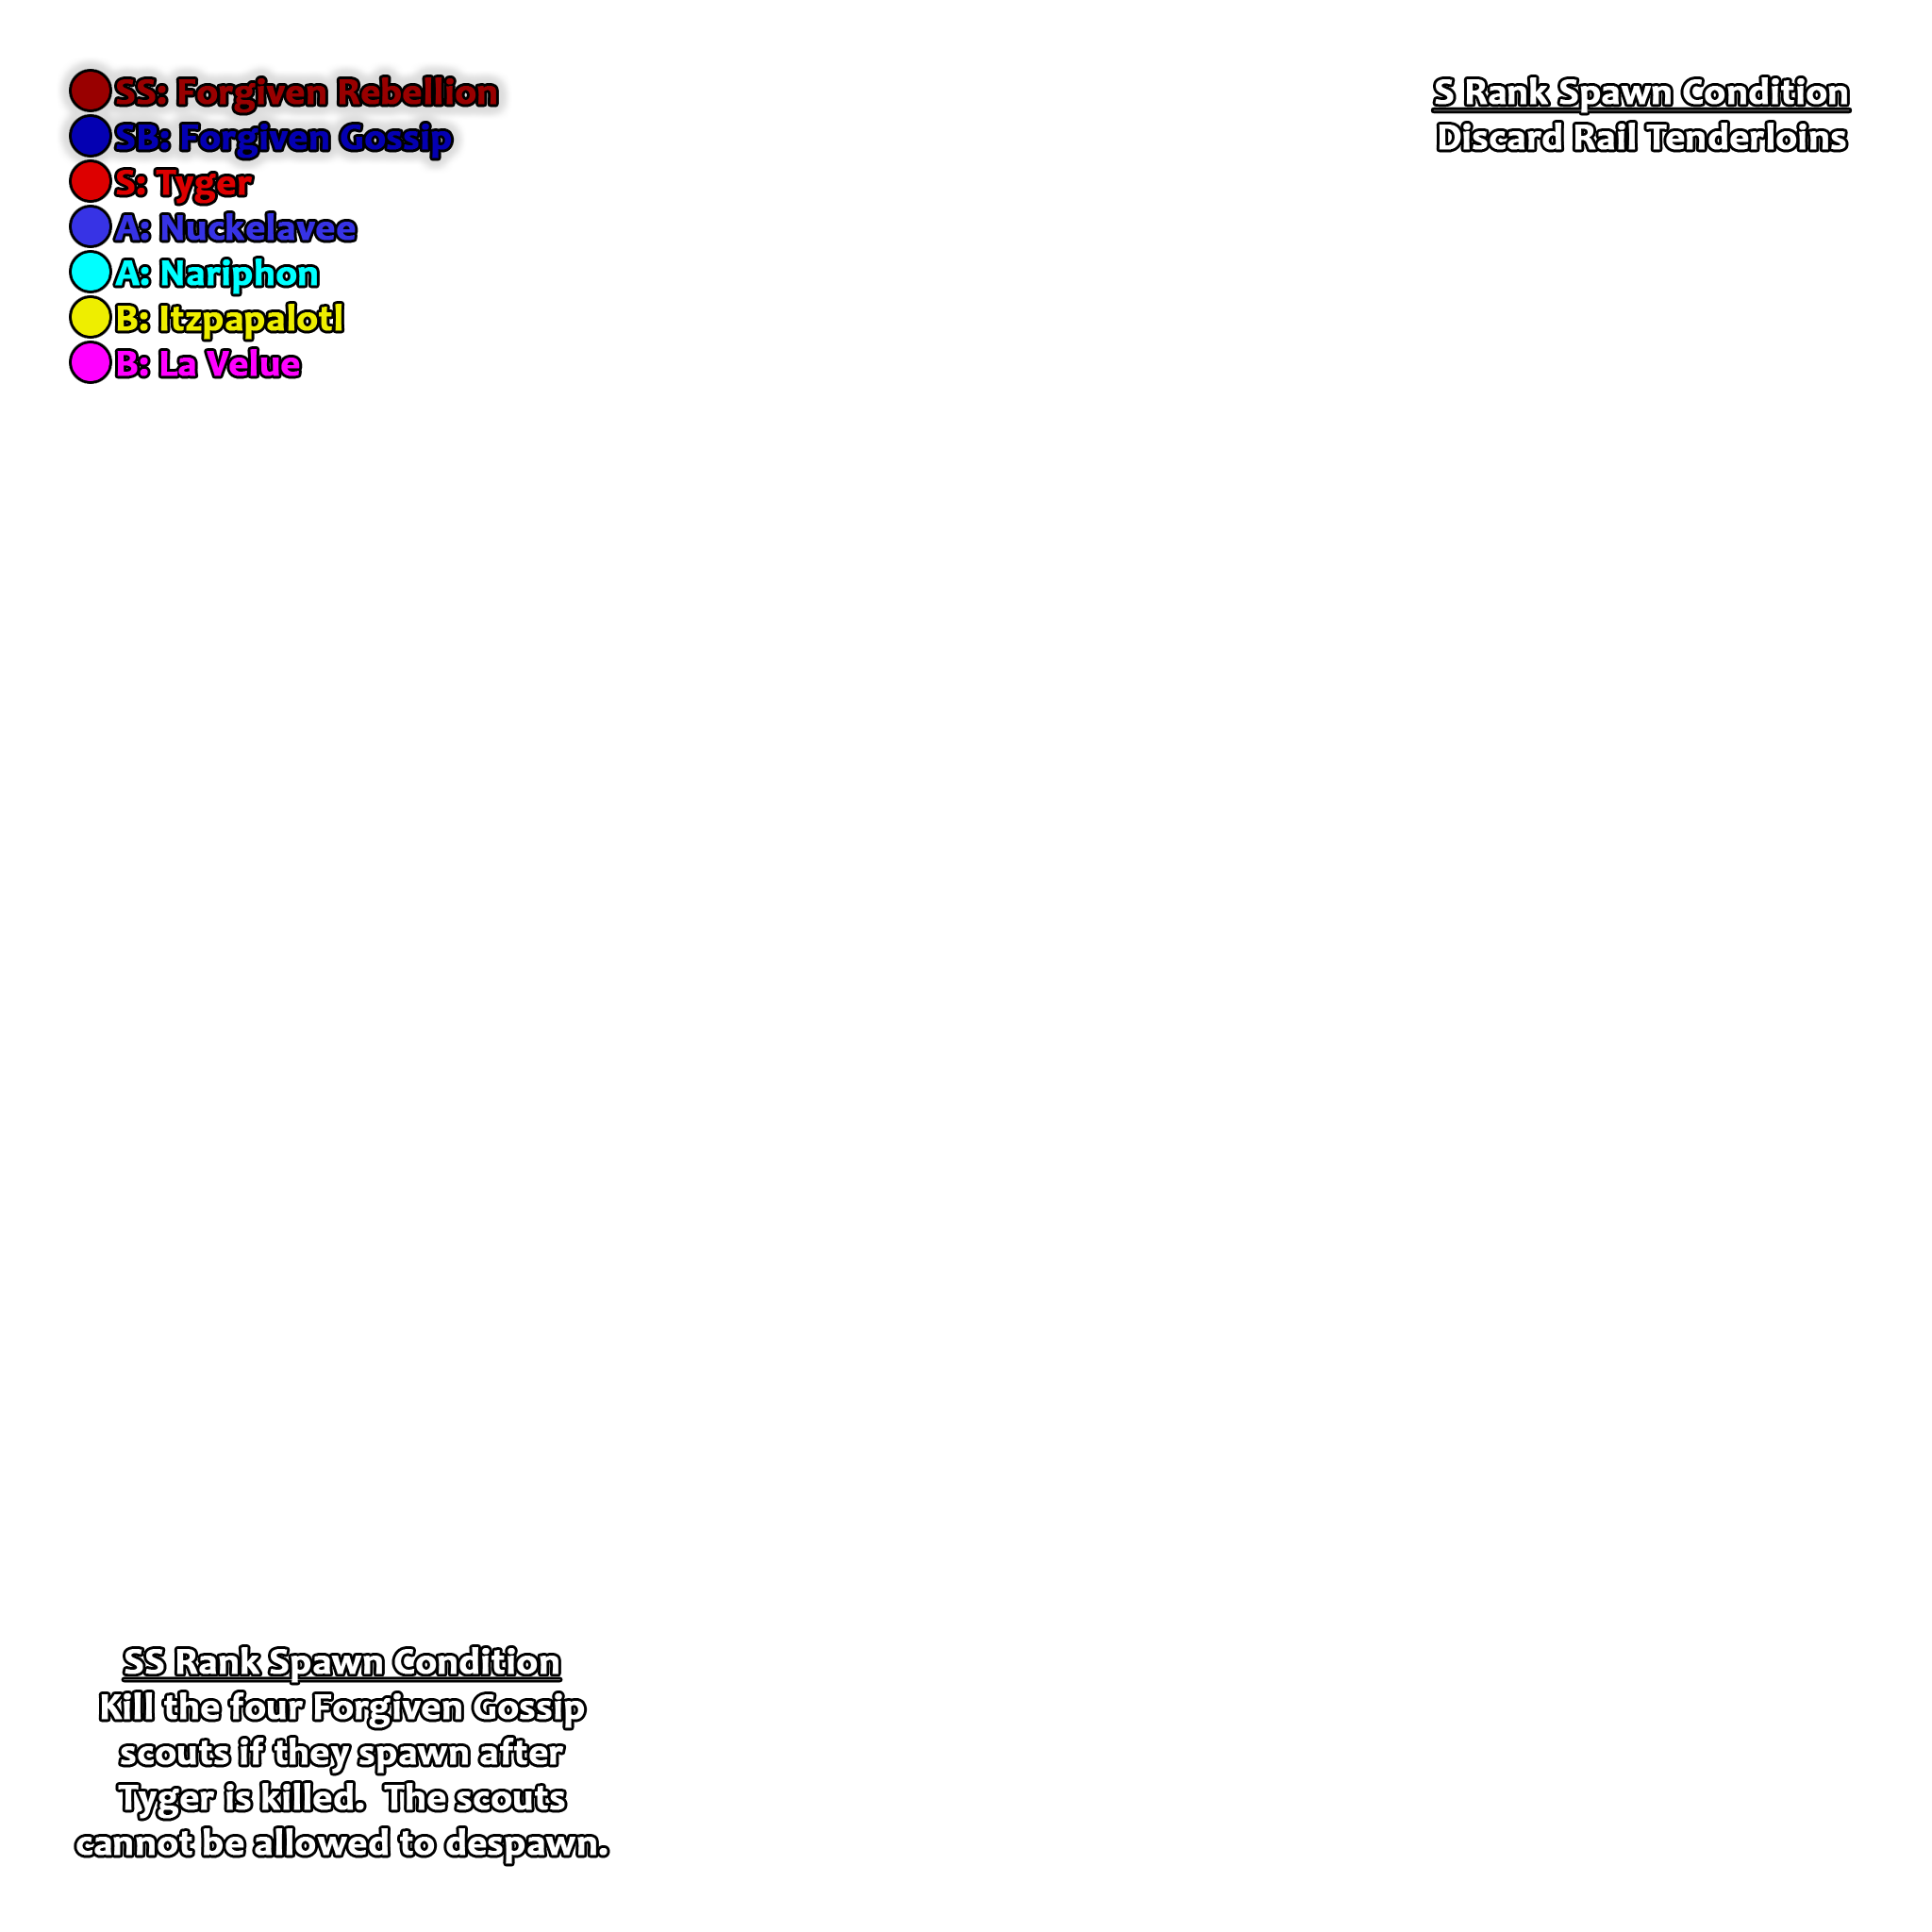 SS: Forgiven Rebellion
SB: Forgiven Gossip
S: Tyger
A: Nuckelavee
A: Nariphon
B: Itzpapalotl
B: La Velue
S Rank Spawn Condition
Discard Rail Tenderloins
SS Rank Spawn Condition
Kill the four Forgiven Gossip
scouts if they spawn after
Tyger is killed.  The scouts
cannot be allowed to despawn.